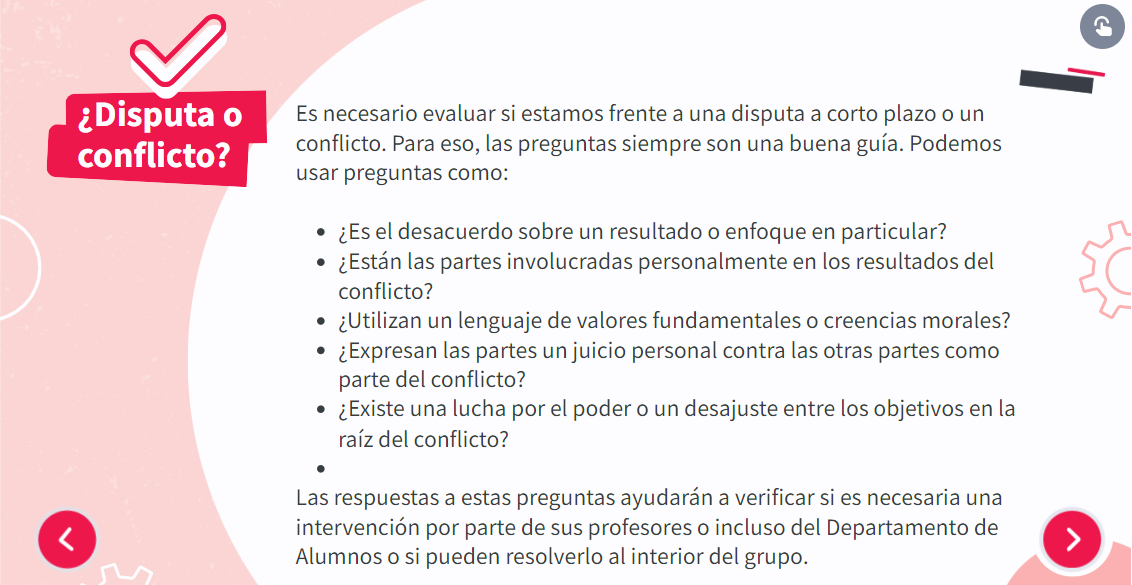 ¿Disputa o
conflicto?
Es necesario evaluar si estamos frente a una disputa a corto plazo o un
conflicto. Para eso, las preguntas siempre son una buena guía. Podemos
usar preguntas como:
• ¿Es el desacuerdo sobre un resultado o enfoque en particular?
• ¿Están las partes involucradas personalmente en los resultados del
conflicto?
• ¿Utilizan un lenguaje de valores fundamentales o creencias morales?
• ¿Expresan las partes un juicio personal contra las otras partes como
parte del conflicto?
• ¿Existe una lucha por el poder o un desajuste entre los objetivos en la
raíz del conflicto?
•
Las respuestas a estas preguntas ayudarán a verificar si es necesaria una
intervención por parte de sus profesores o incluso del Departamento de
Alumnos o si pueden resolverlo al interior del grupo.